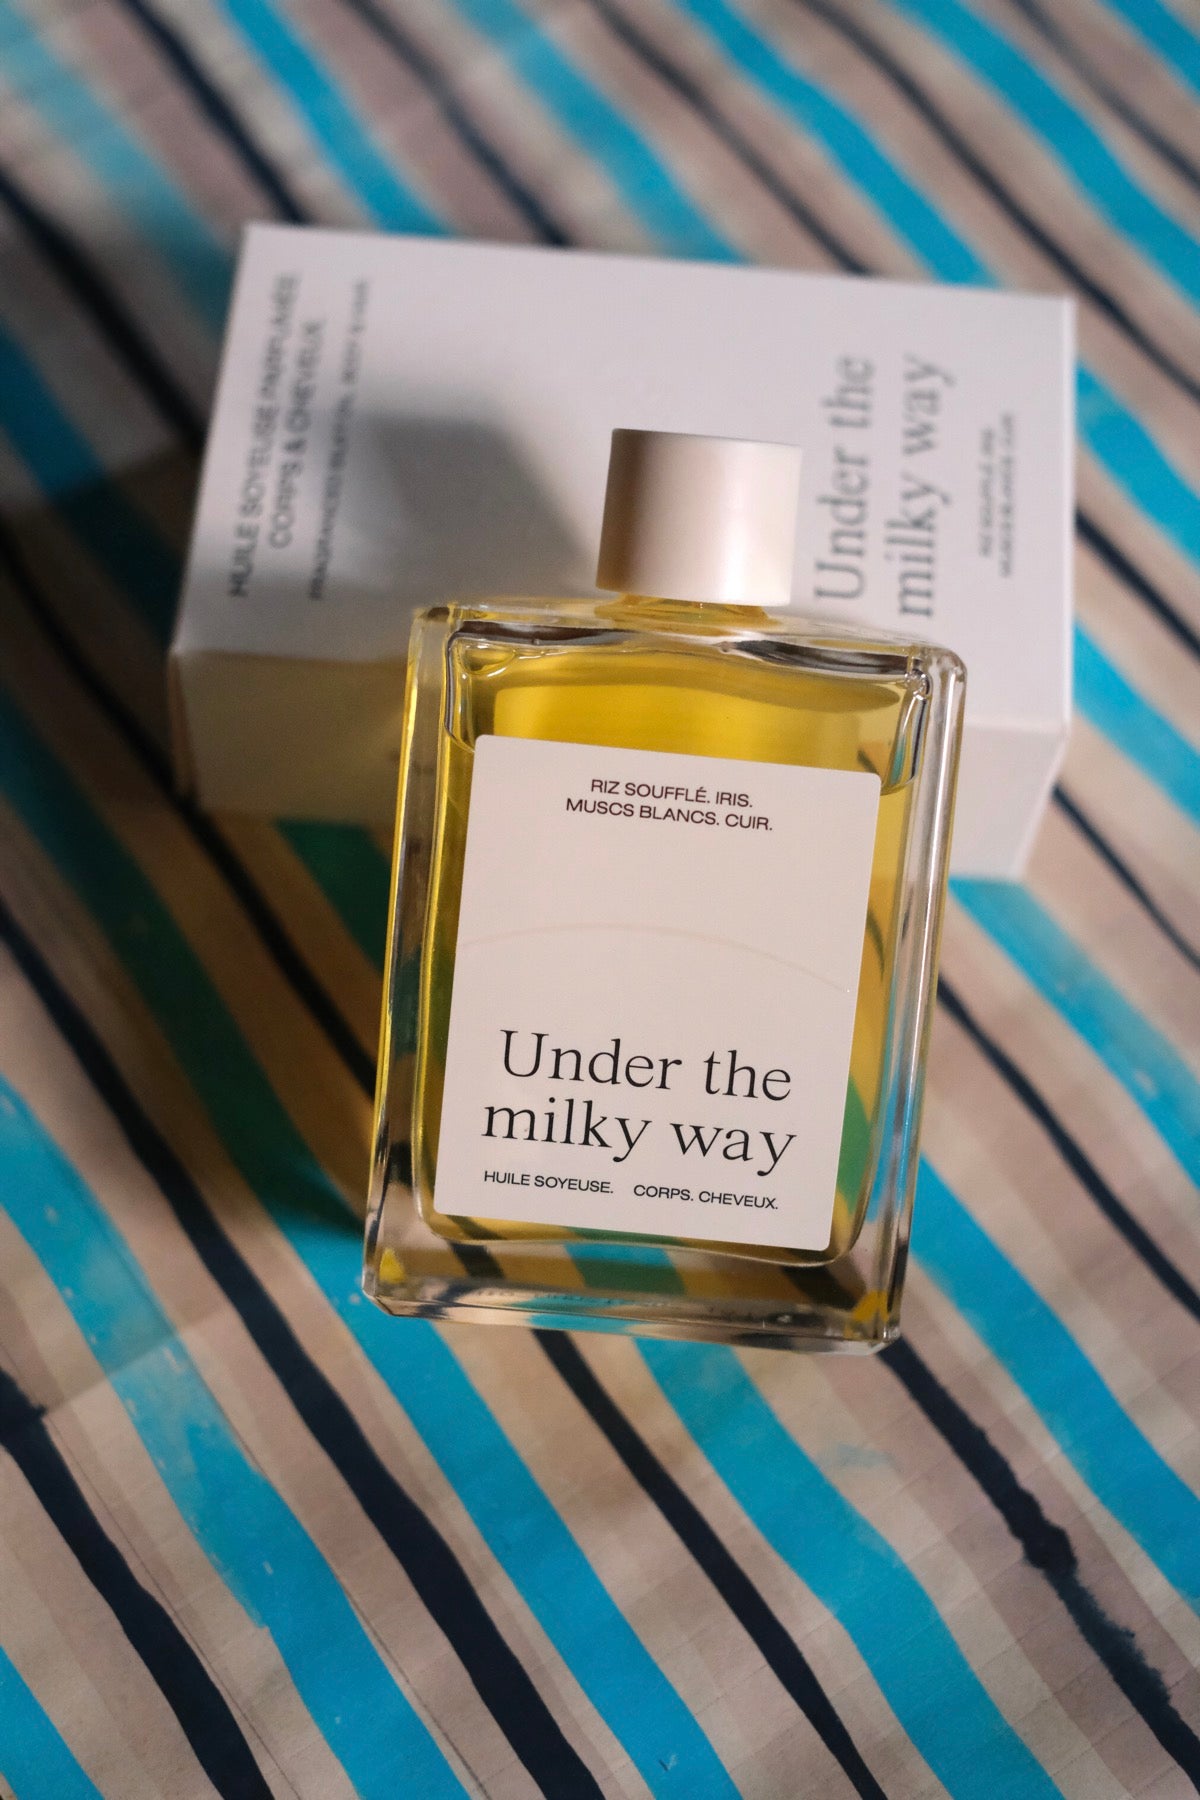 HUILE SOYEUSE PARFUMÉE
CORPS & CHEVEUX
Under the
milky way
RIZ SOUFFLÉ. IRIS.
MUSCS BLANCS. CUIR.
Under the
milky way
HUILE SOYEUSE. CORPS. CHEVEUX.